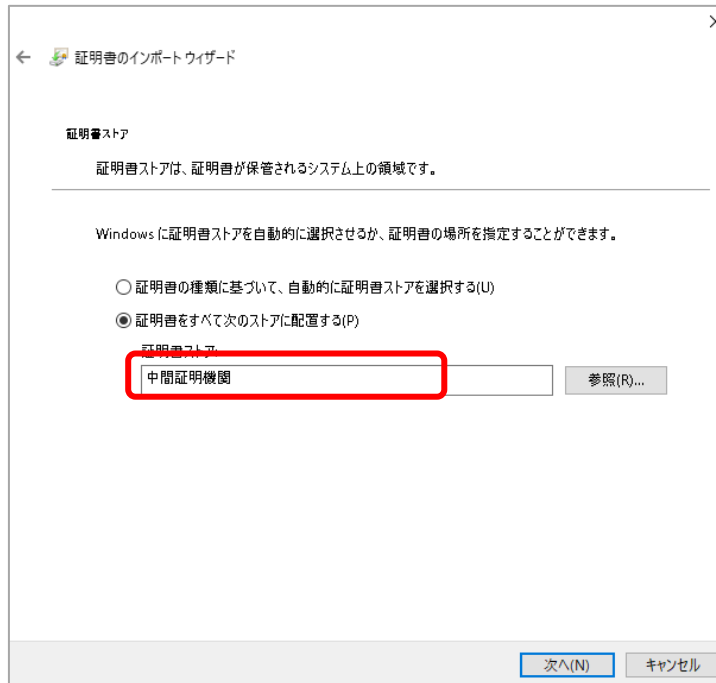 証明書のインポート ウィザード
証明書ストア
証明書ストアは、証明書が保管されるシステム上の領域です。
Windows に証明書ストアを自動的に選択させるか、証明書の場所を指定することができます。
証明書の種類に基づいて、自動的に証明書ストアを選択する(U)
証明書をすべて次のストアに配置する(P)
証明書ストア:
中間証明機関
参照(R)...
次へ(N)
キャンセル